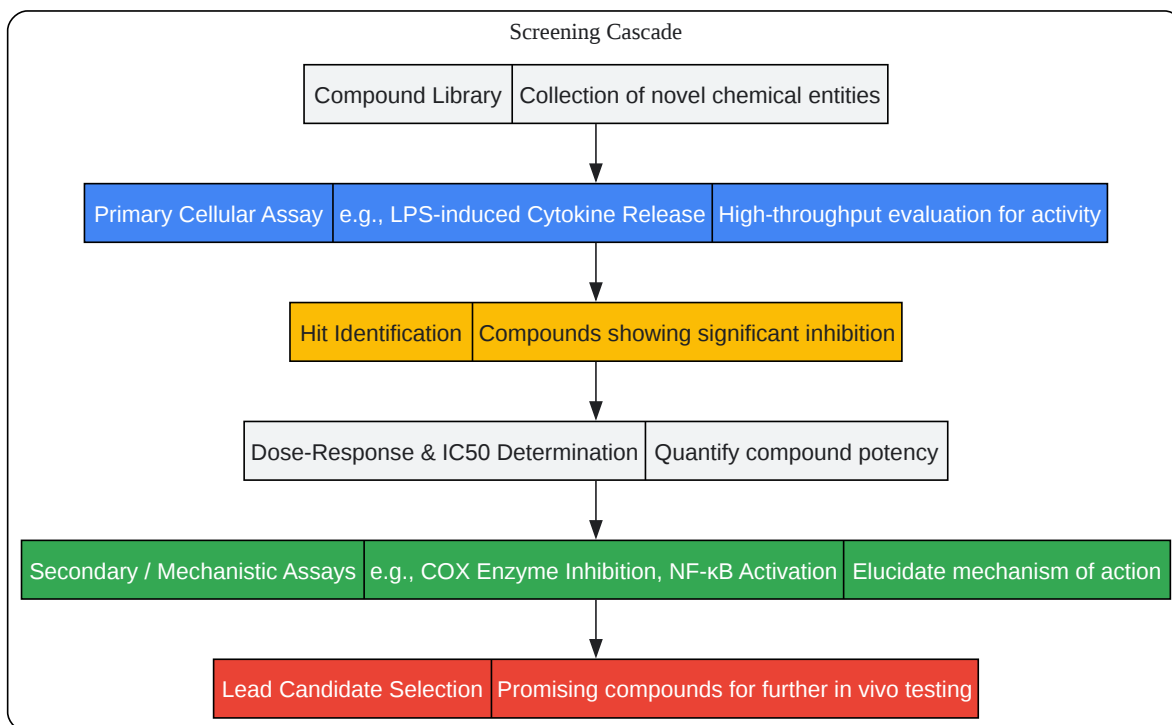 Screening Cascade
Compound Library Collection of novel chemical entities
Primary Cellular Assay e.g., LPS-induced Cytokine Release High-throughput evaluation for activity
Hit Identification Compounds showing significant inhibition
Dose-Response & IC50 Determination Quantify compound potency
Secondary / Mechanistic Assays e.g., COX Enzyme Inhibition, NF-κB Activation Elucidate mechanism of action
Lead Candidate Selection Promising compounds for further in vivo testing